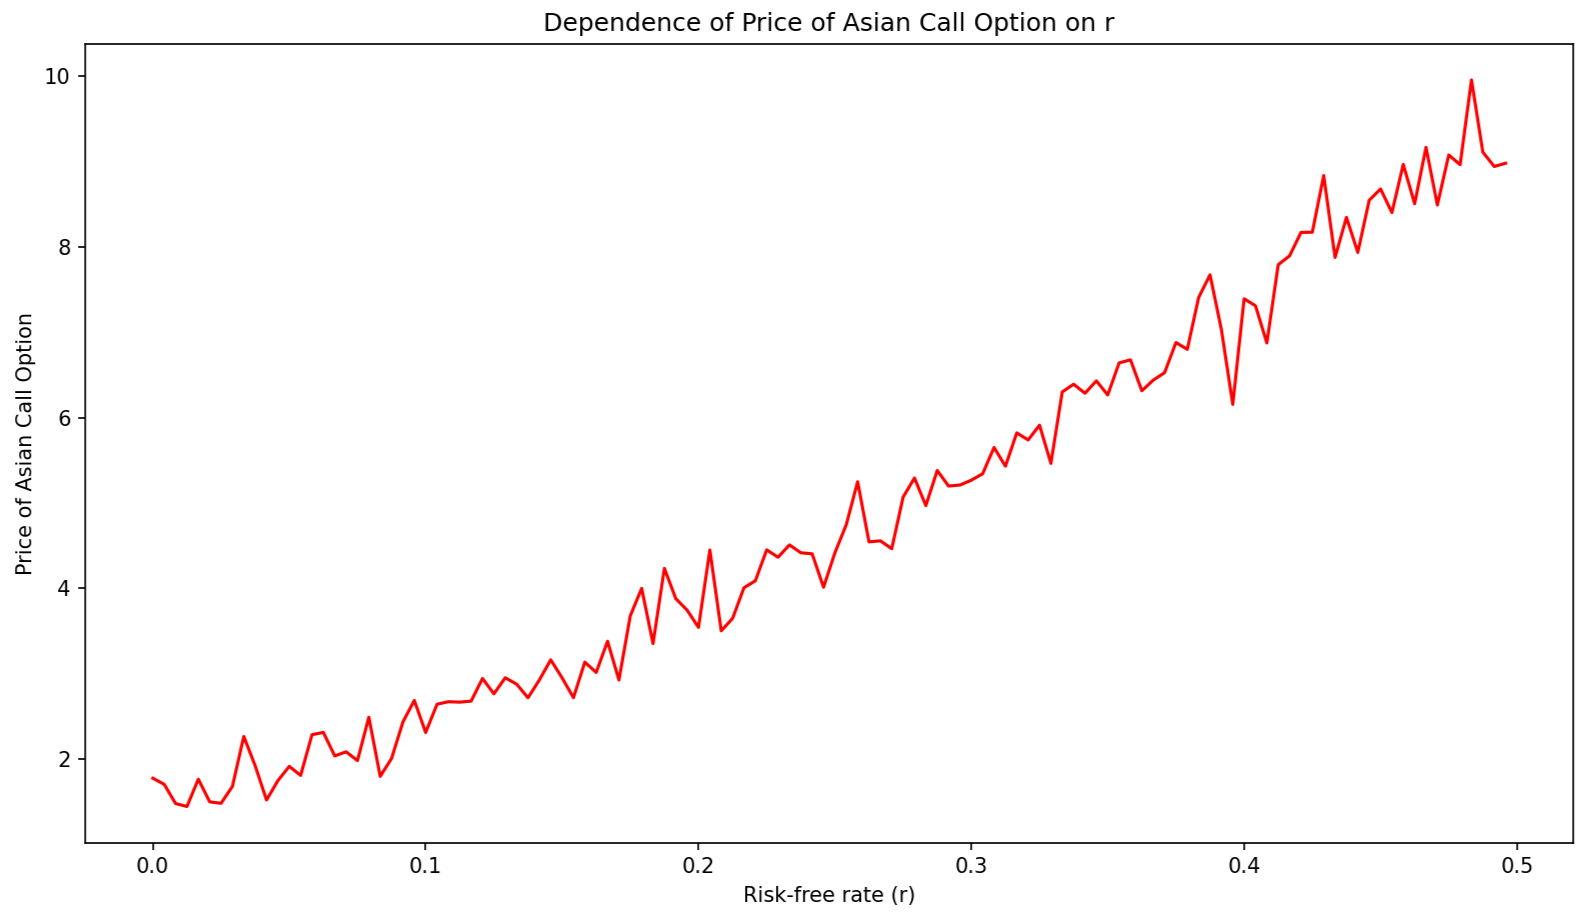 Dependence of Price of Asian Call Option on r
10
8
6
4
2
Price of Asian Call Option
0.0 0.1 0.2 0.3 0.4 0.5
Risk-free rate (r)